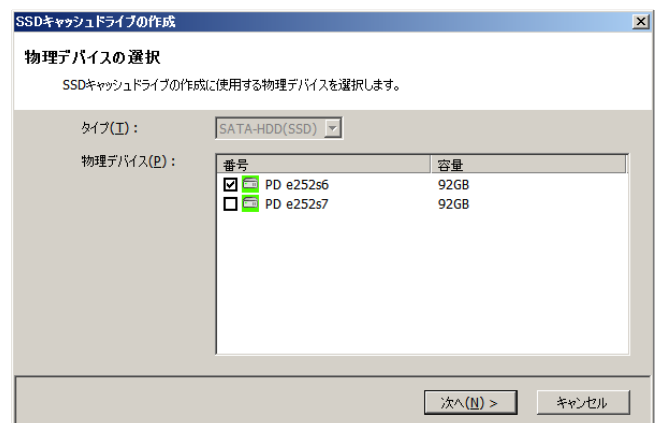 SSDキャッシュドライブの作成
物理デバイスの選択
SSDキャッシュドライブの作成に使用する物理デバイスを選択します。
タイプ(T)： SATA-HDD(SSD)
物理デバイス(P)： 番号 容量
PD e252s6 92GB
PD e252s7 92GB
次へ(N) > キャンセル